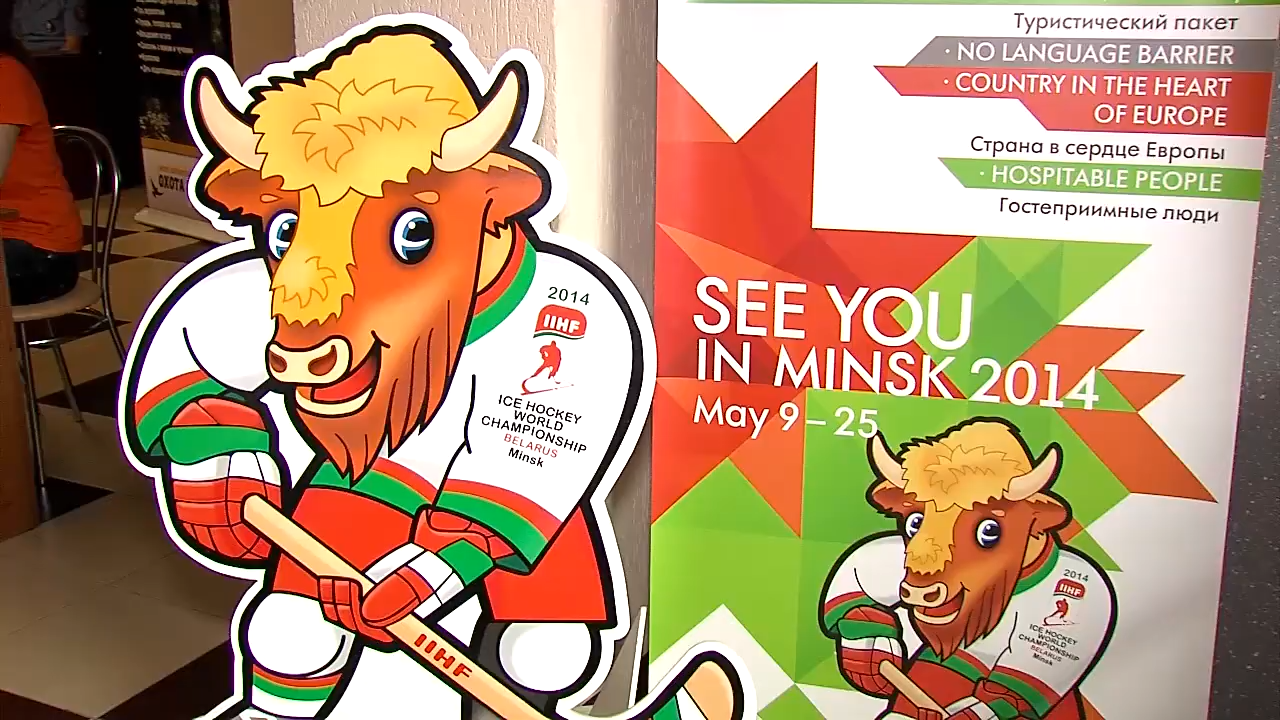 ОХОТА
2014
IIHF
ICE HOCKEY
WORLD
CHAMPIONSHIP
BELARUS
Minsk
IIHF
Туристический пакет
· NO LANGUAGE BARRIER
· COUNTRY IN THE HEART
OF EUROPE
Страна в сердце Европы
· HOSPITABLE PEOPLE
Гостеприимные люди
SEE YOU
IN MINSK 2014
May 9 – 25
2014
IIHF
ICE HOCKEY
WORLD
CHAMPIONSHIP
BELARUS
Minsk